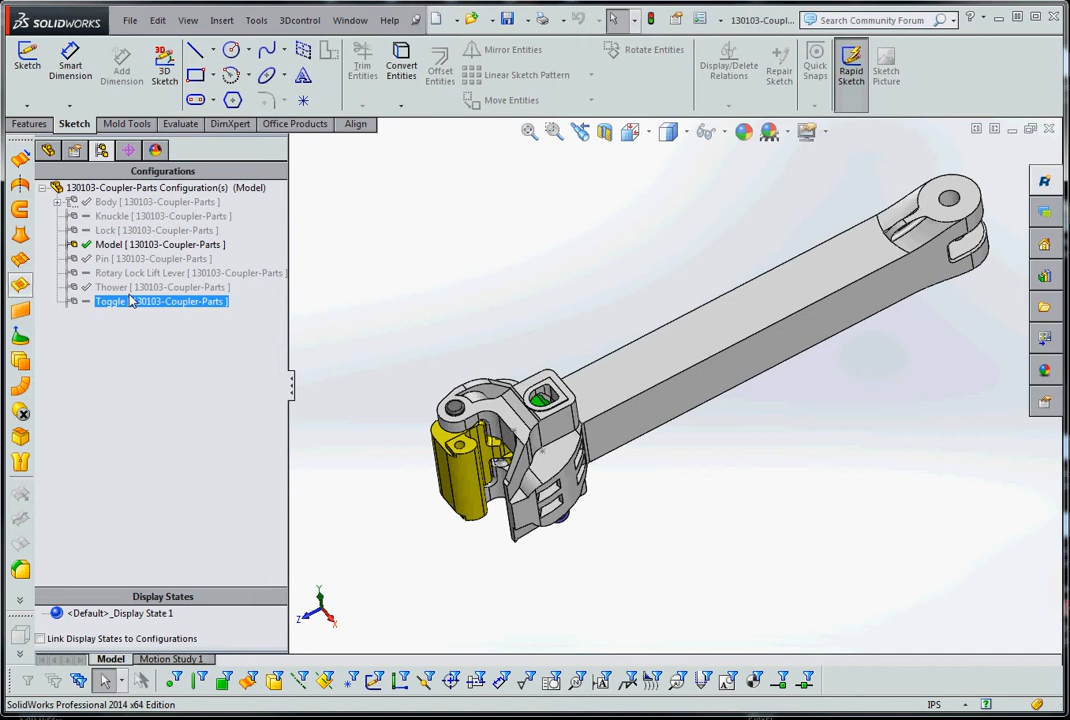 SOLIDWORKS File Edit View Insert Tools 3Dcontrol Window Help 130103-Coupl... Search Community Forum
Sketch Smart Dimension Add Dimension 3D Sketch Trim Entities Convert Entities Offset Entities Mirror Entities Linear Sketch Pattern Move Entities Rotate Entities Display/Delete Relations Repair Sketch Quick Snaps Rapid Sketch Sketch Picture
Features Sketch Mold Tools Evaluate DimXpert Office Products Align
Configurations
130103-Coupler-Parts Configuration(s) (Model)
Body [ 130103-Coupler-Parts ]
Knuckle [ 130103-Coupler-Parts ]
Lock [ 130103-Coupler-Parts ]
Model [ 130103-Coupler-Parts ]
Pin [ 130103-Coupler-Parts ]
Rotary Lock Lift Lever [ 130103-Coupler-Parts ]
Thower [ 130103-Coupler-Parts ]
Toggle [ 130103-Coupler-Parts ]
Y
Z
X
Display States
<Default>_Display State 1
Link Display States to Configurations
Model Motion Study 1
SolidWorks Professional 2014 x64 Edition IPS